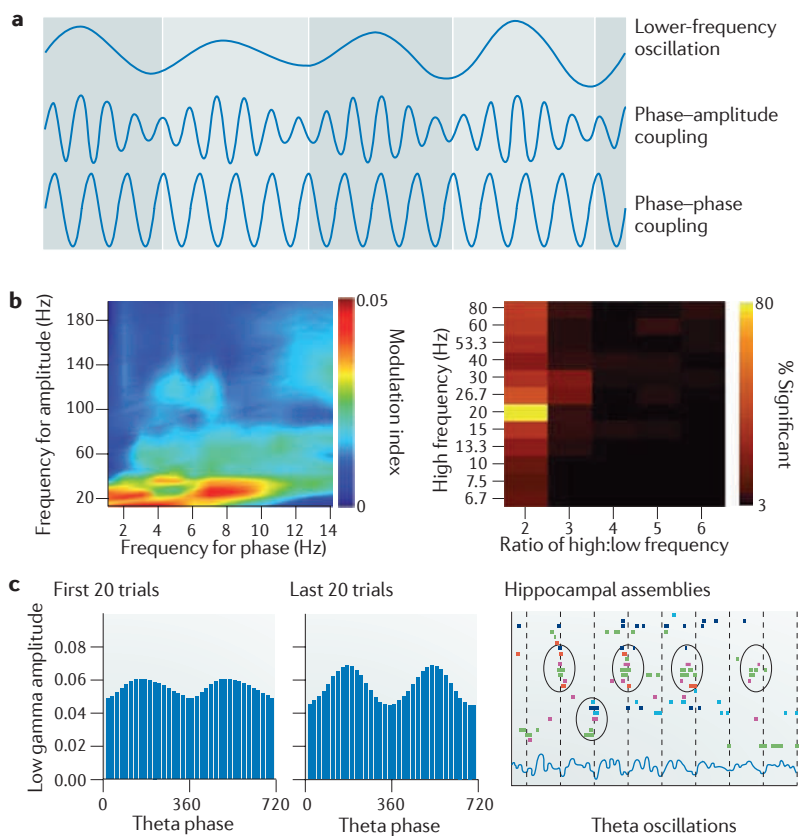 a
Lower-frequency
oscillation
Phase–amplitude
coupling
Phase–phase
coupling
b
Frequency for amplitude (Hz)
180
140
100
60
20
2 4 6 8 10 12 14
Frequency for phase (Hz)
0.05
0
Modulation index
High frequency (Hz)
80
60
53.3
40
30
26.7
20
15
13.3
10
7.5
6.7
2 3 4 5 6
Ratio of high:low frequency
80
3
% Significant
c
First 20 trials
Low gamma amplitude
0.08
0.06
0.04
0.02
0.00
0 360 720
Theta phase
Last 20 trials
0 360 720
Theta phase
Hippocampal assemblies
Theta oscillations